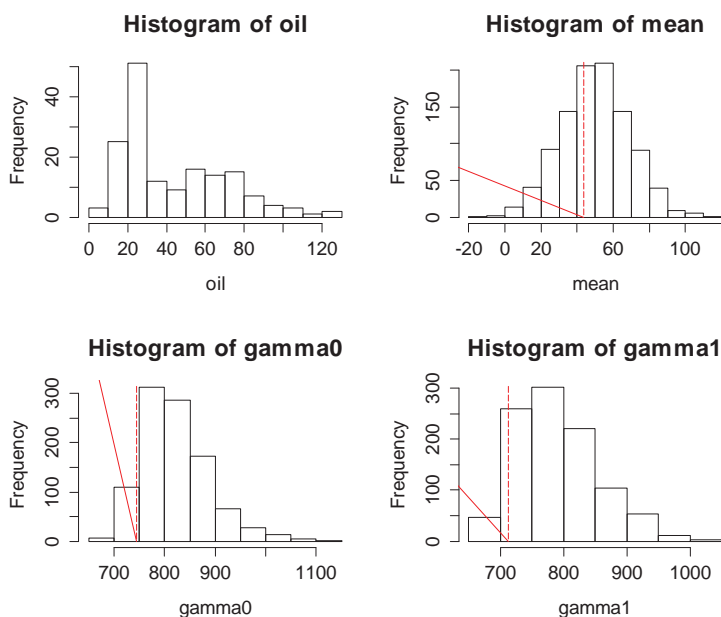 Histogram of oil
Frequency
0 20 40
0 20 40 60 80 120
oil
Histogram of mean
Frequency
0 50 150
-20 0 20 60 100
mean
Histogram of gamma0
Frequency
0 100 200 300
700 800 900 1100
gamma0
Histogram of gamma1
Frequency
0 100 200 300
700 800 900 1000
gamma1